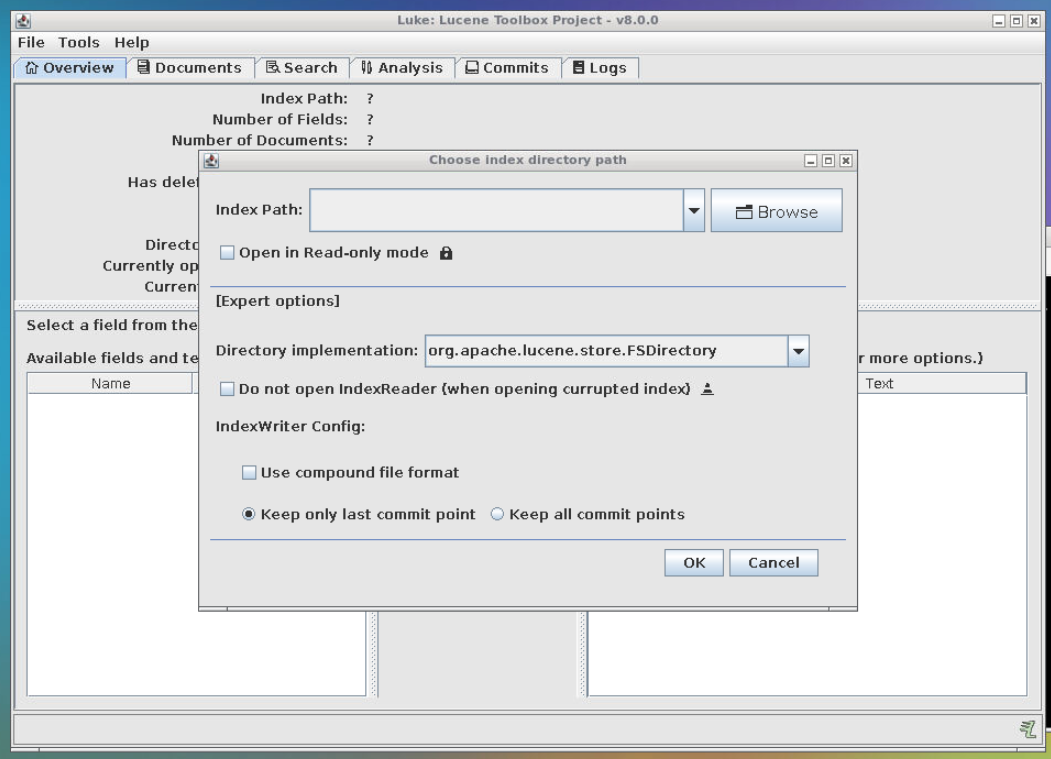 Luke: Lucene Toolbox Project - v8.0.0
File Tools Help
Overview Documents Search Analysis Commits Logs
Index Path: ?
Number of Fields: ?
Number of Documents: ?
Choose index directory path
Has delet
Index Path: Browse
Directo
Open in Read-only mode
Currently op
Curren
[Expert options]
Select a field from the
Directory implementation: org.apache.lucene.store.FSDirectory
Available fields and te
r more options.)
Name
Text
Do not open IndexReader (when opening currupted index)
IndexWriter Config:
Use compound file format
Keep only last commit point Keep all commit points
OK Cancel